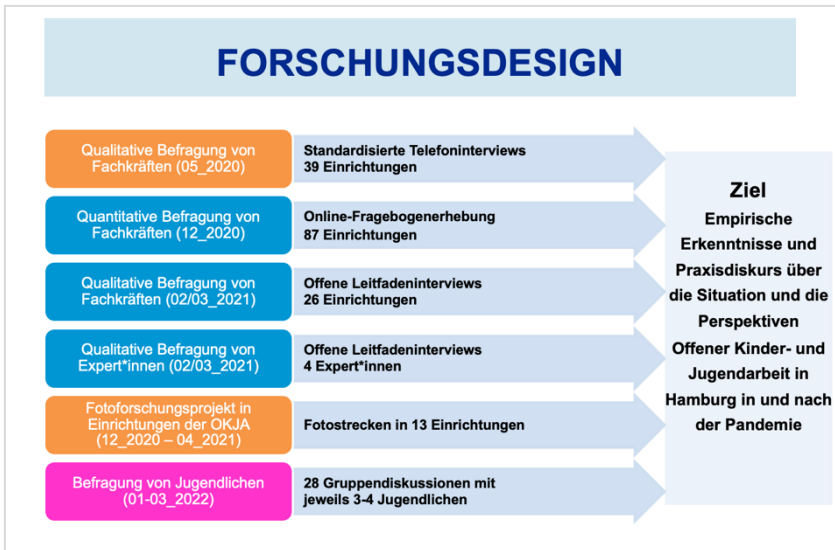 FORSCHUNGSDESIGN
Qualitative Befragung von
Fachkräften (05_2020)
Standardisierte Telefoninterviews
39 Einrichtungen
Quantitative Befragung von
Fachkräften (12_2020)
Online-Fragebogenerhebung
87 Einrichtungen
Qualitative Befragung von
Fachkräften (02/03_2021)
Offene Leitfadeninterviews
26 Einrichtungen
Qualitative Befragung von
Expert*innen (02/03_2021)
Offene Leitfadeninterviews
4 Expert*innen
Fotoforschungsprojekt in
Einrichtungen der OKJA
(12_2020 – 04_2021)
Fotostrecken in 13 Einrichtungen
Befragung von Jugendlichen
(01-03_2022)
28 Gruppendiskussionen mit
jeweils 3-4 Jugendlichen
Ziel
Empirische
Erkenntnisse und
Praxisdiskurs über
die Situation und die
Perspektiven
Offener Kinder- und
Jugendarbeit in
Hamburg in und nach
der Pandemie